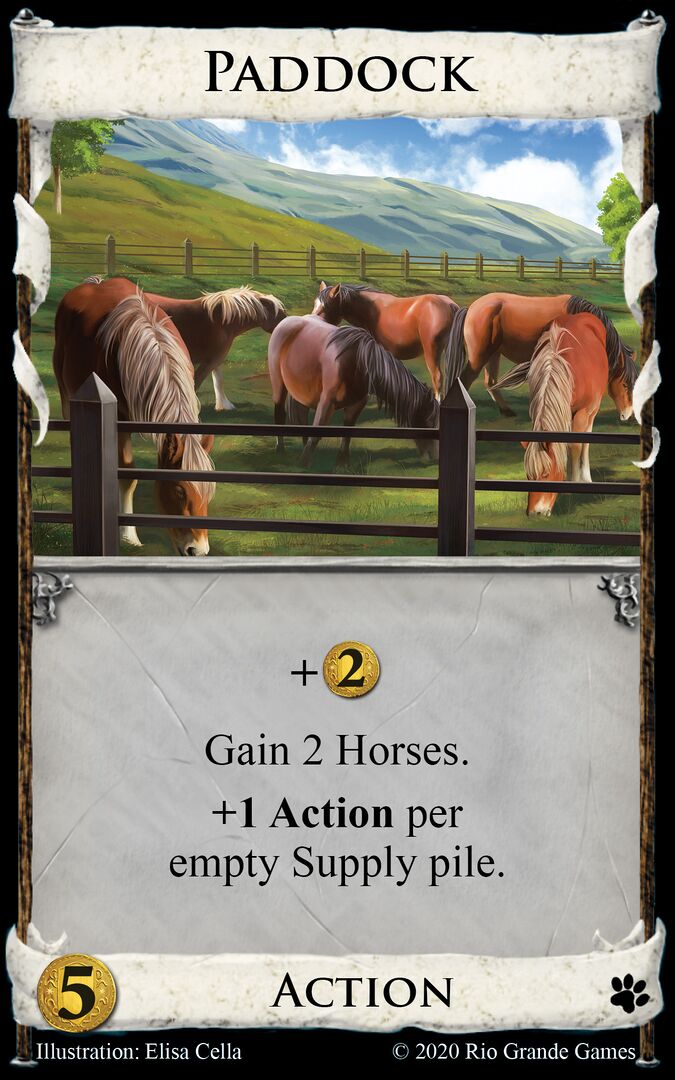 PADDOCK
+2
Gain 2 Horses.
+1 Action per
empty Supply pile.
5 ACTION
Illustration: Elisa Cella © 2020 Rio Grande Games